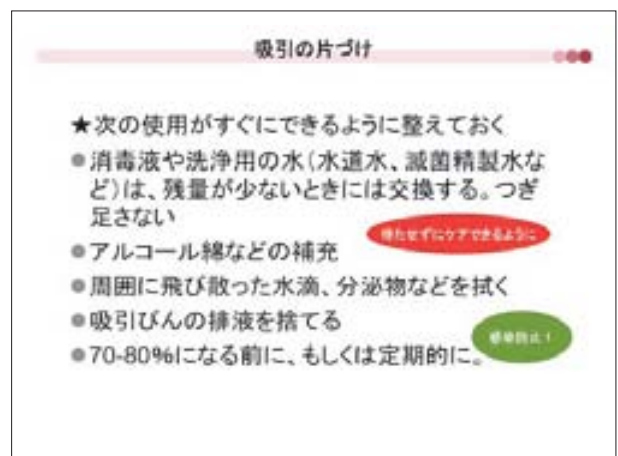 吸引の片づけ
★次の使用がすぐにできるように整えておく
●消毒液や洗浄用の水(水道水、滅菌精製水な
ど)は、残量が少ないときには交換する。つぎ
足さない
待たせずにケアできるように
●アルコール綿などの補充
●周囲に飛び散った水滴、分泌物などを拭く
●吸引びんの排液を捨てる
感染防止！
●70-80%になる前に、もしくは定期的に。